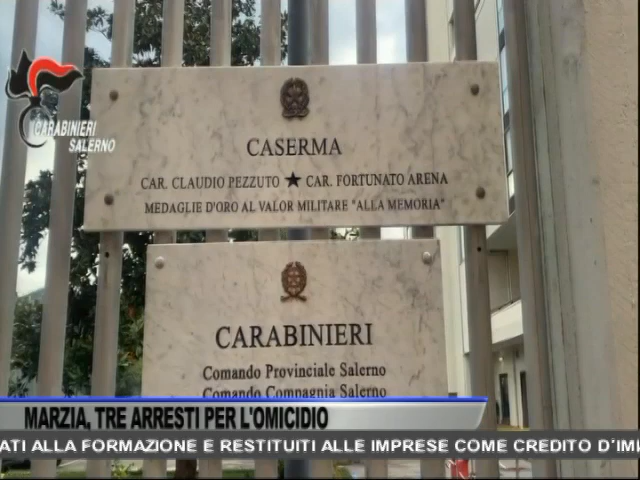 CARABINIERI
SALERNO
CASERMA
CAR. CLAUDIO PEZZUTO ★ CAR. FORTUNATO ARENA
MEDAGLIE D'ORO AL VALOR MILITARE "ALLA MEMORIA"
CARABINIERI
Comando Provinciale Salerno
Comando Compagnia Salerno
MARZIA, TRE ARRESTI PER L'OMICIDIO
ATI ALLA FORMAZIONE E RESTITUITI ALLE IMPRESE COME CREDITO D'IM